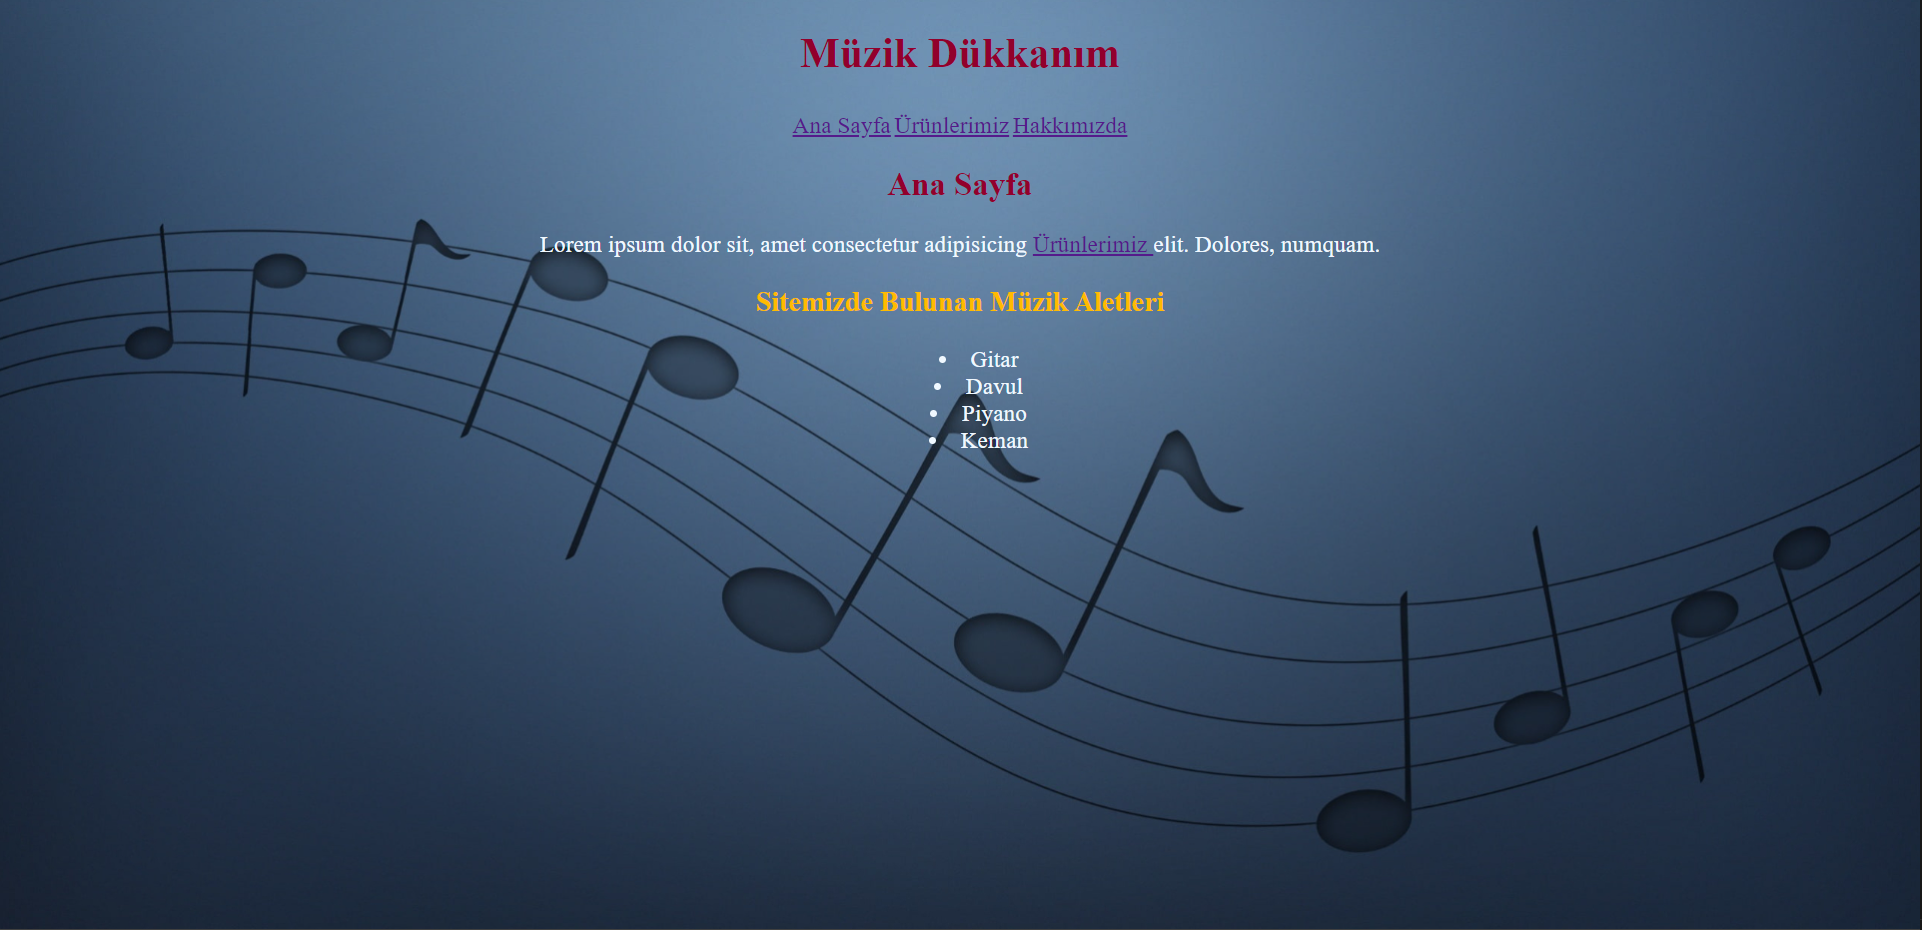 Müzik Dükkanım
Ana Sayfa Ürünlerimiz Hakkımızda
Ana Sayfa
Lorem ipsum dolor sit, amet consectetur adipisicing Ürünlerimiz elit. Dolores, numquam.
Sitemizde Bulunan Müzik Aletleri
• Gitar
• Davul
• Piyano
• Keman